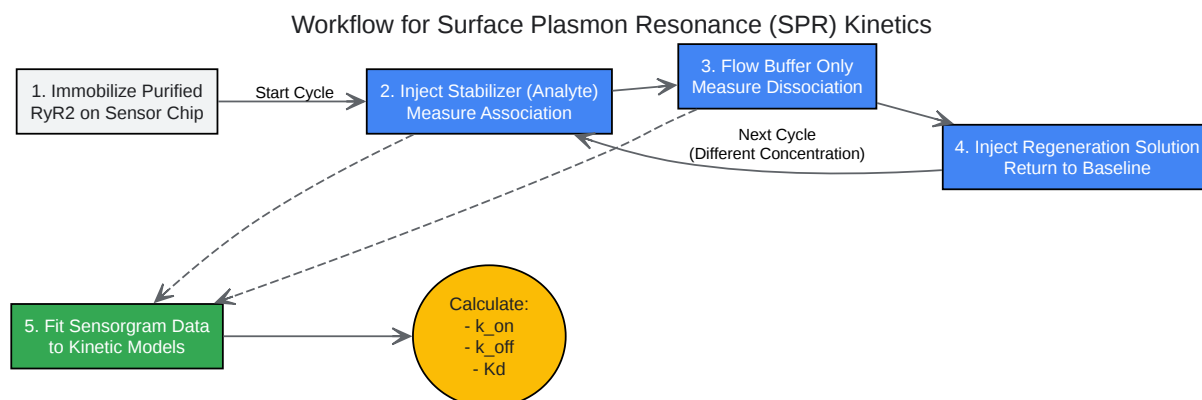 Workflow for Surface Plasmon Resonance (SPR) Kinetics
1. Immobilize Purified
RyR2 on Sensor Chip
Start Cycle
2. Inject Stabilizer (Analyte)
Measure Association
3. Flow Buffer Only
Measure Dissociation
Next Cycle
(Different Concentration)
4. Inject Regeneration Solution
Return to Baseline
5. Fit Sensorgram Data
to Kinetic Models
Calculate:
- k_on
- k_off
- Kd